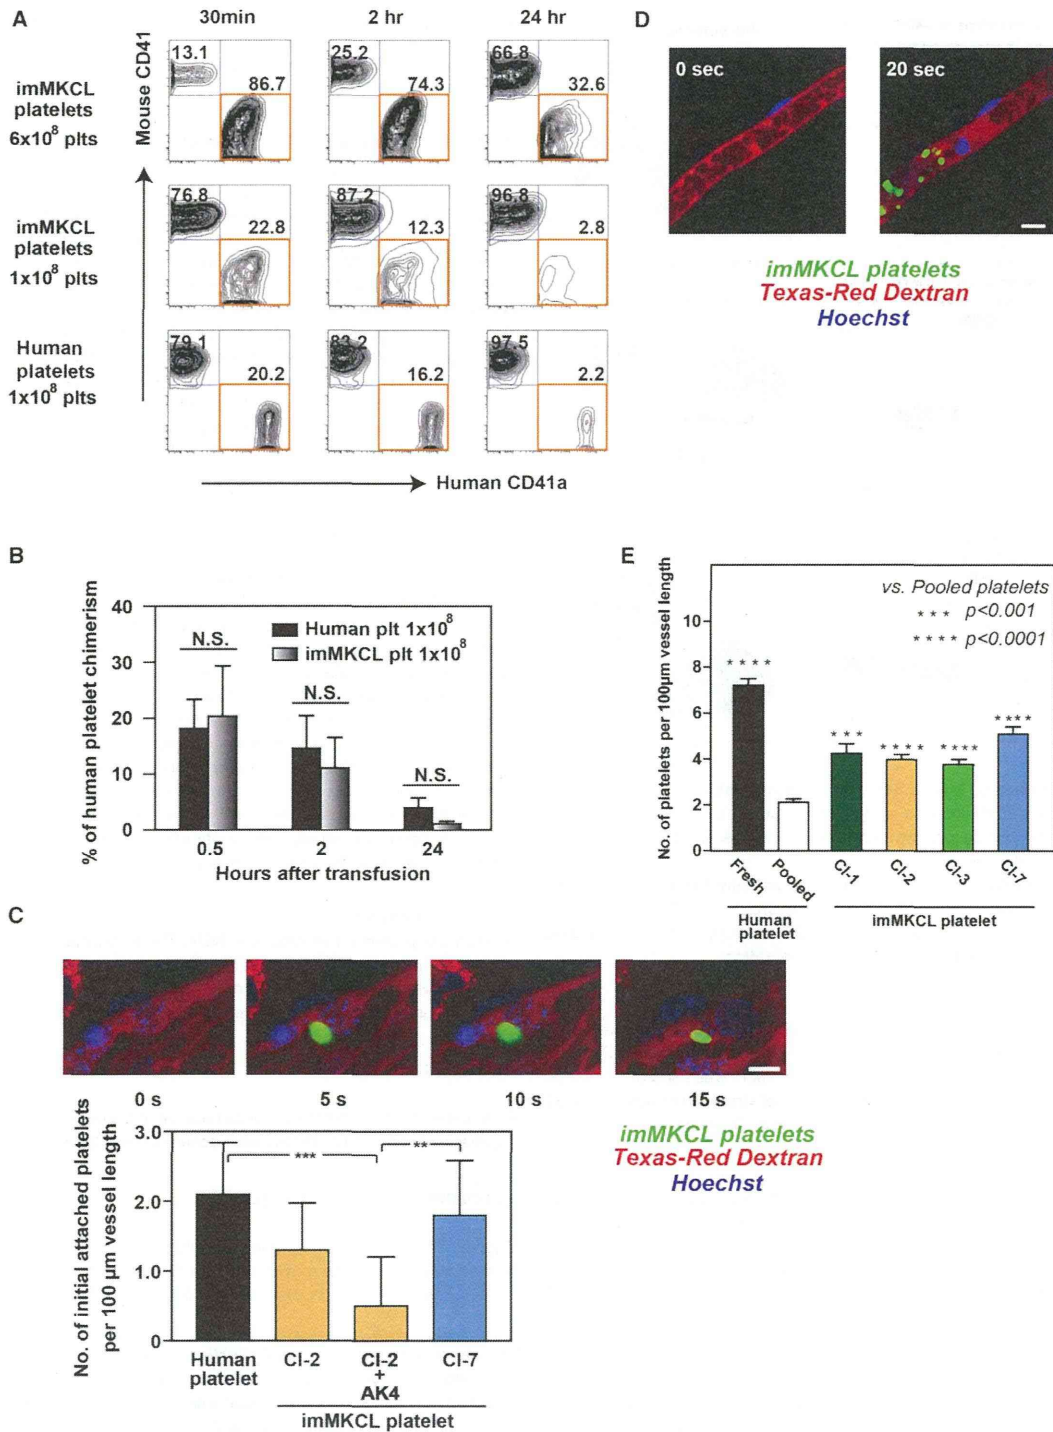 A
30min
2 hr
24 hr
Mouse CD41
imMKCL
platelets
6x10⁸ plts
13.1
86.7
25.2
74.3
66.8
32.6
imMKCL
platelets
1x10⁸ plts
76.8
22.8
87.2
12.3
96.8
2.8
Human
platelets
1x10⁸ plts
79.1
20.2
83.2
16.2
97.5
2.2
Human CD41a
D
0 sec
20 sec
imMKCL platelets
Texas-Red Dextran
Hoechst
B
% of human platelet chimerism
40
30
20
10
0
N.S.
N.S.
N.S.
Human plt 1x10⁸
imMKCL plt 1x10⁸
0.5
2
24
Hours after transfusion
E
No. of platelets per 100µm vessel length
10
8
6
4
2
0
vs. Pooled platelets
*** p<0.001
**** p<0.0001
****
***
****
****
****
Fresh
Pooled
Cl-1
Cl-2
Cl-3
Cl-7
Human
platelet
imMKCL platelet
C
0 s
5 s
10 s
15 s
imMKCL platelets
Texas-Red Dextran
Hoechst
No. of initial attached platelets
per 100 µm vessel length
3.0
2.0
1.0
0
***
**
Human
platelet
Cl-2
Cl-2
+
AK4
Cl-7
imMKCL platelet